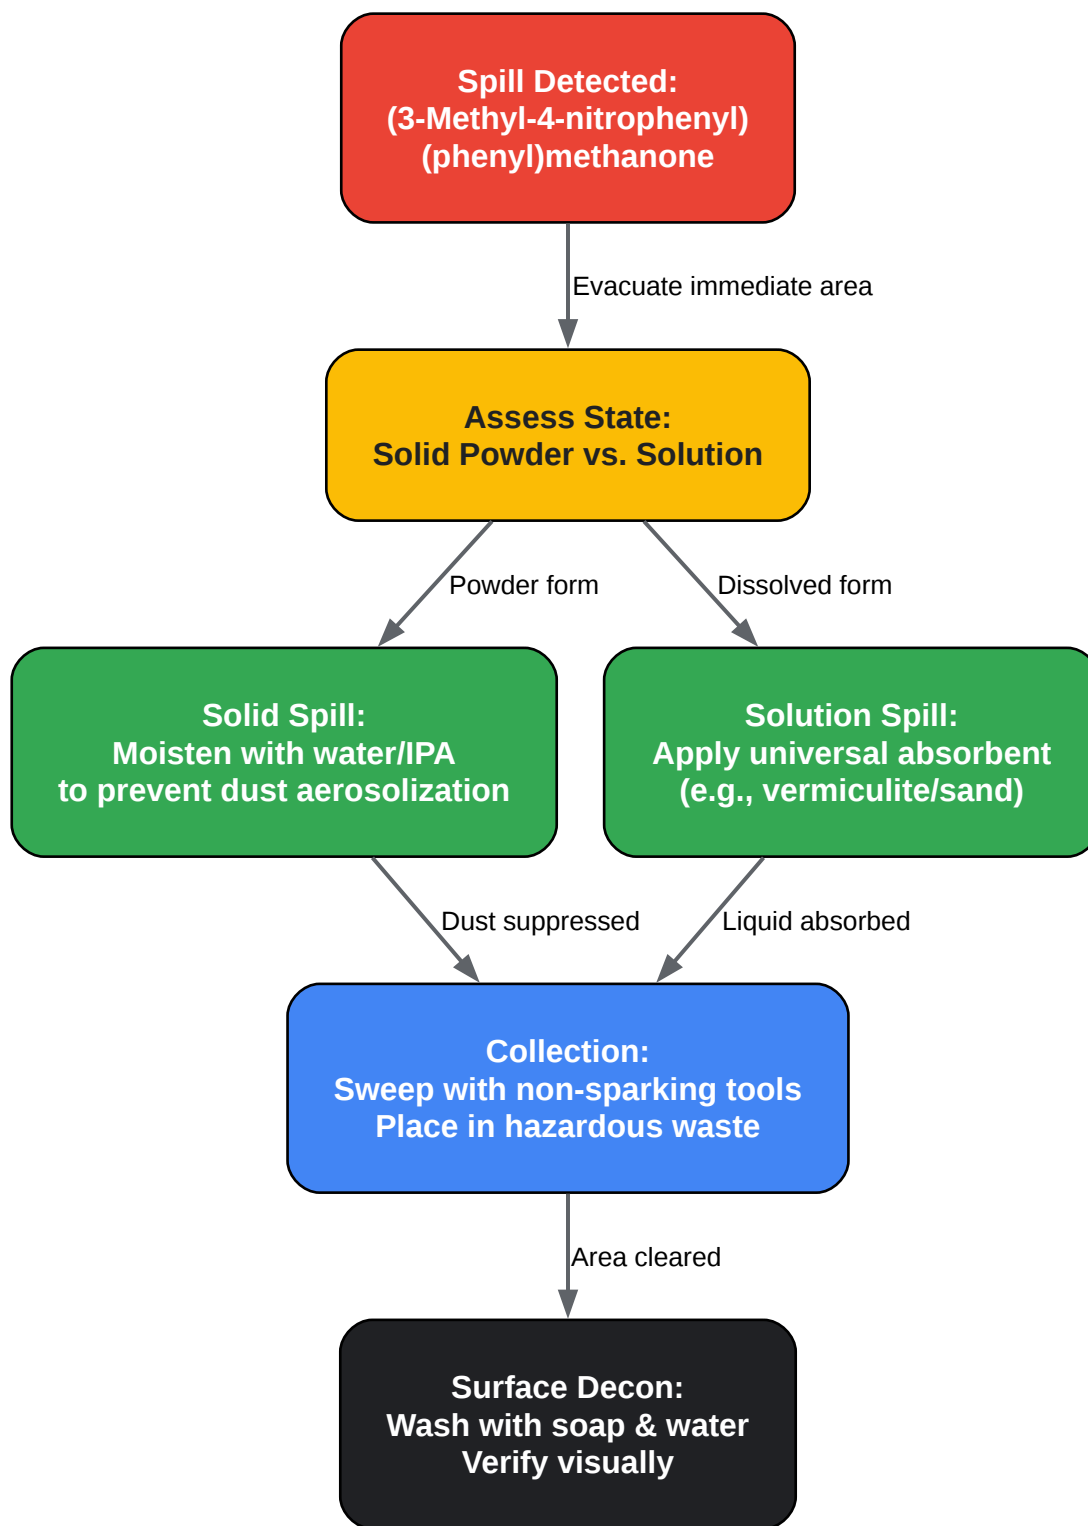 Spill Detected:
(3-Methyl-4-nitrophenyl)
(phenyl)methanone
Evacuate immediate area
Assess State:
Solid Powder vs. Solution
Powder form
Dissolved form
Solid Spill:
Moisten with water/IPA
to prevent dust aerosolization
Solution Spill:
Apply universal absorbent
(e.g., vermiculite/sand)
Dust suppressed
Liquid absorbed
Collection:
Sweep with non-sparking tools
Place in hazardous waste
Area cleared
Surface Decon:
Wash with soap & water
Verify visually